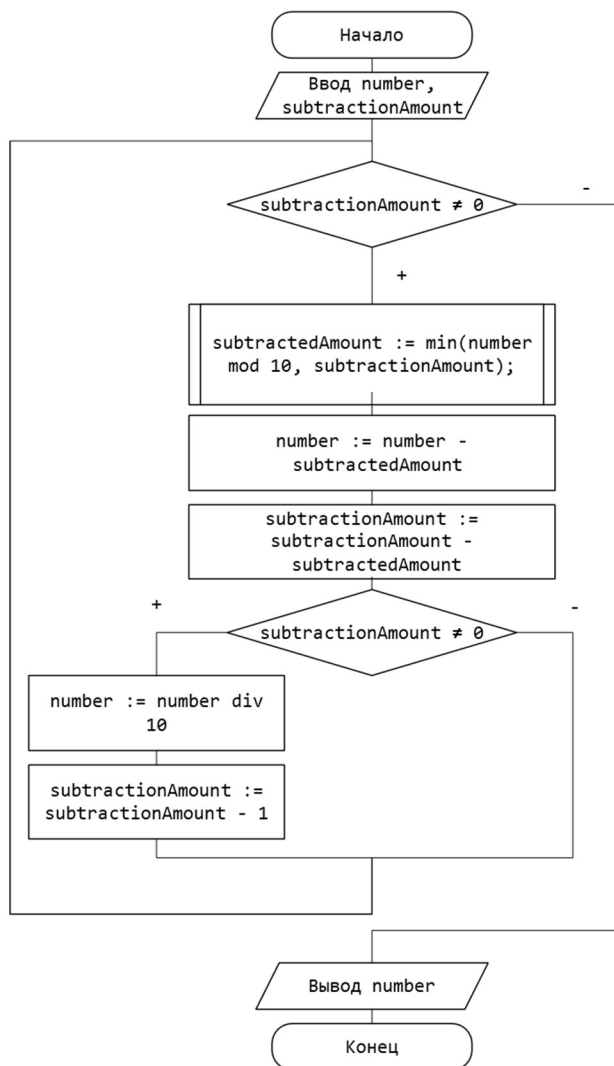 Начало
Ввод number,
subtractionAmount
subtractionAmount ≠ 0
-
+
subtractedAmount := min(number
mod 10, subtractionAmount);
number := number -
subtractedAmount
subtractionAmount :=
subtractionAmount -
subtractedAmount
+
-
subtractionAmount ≠ 0
number := number div
10
subtractionAmount :=
subtractionAmount - 1
Вывод number
Конец